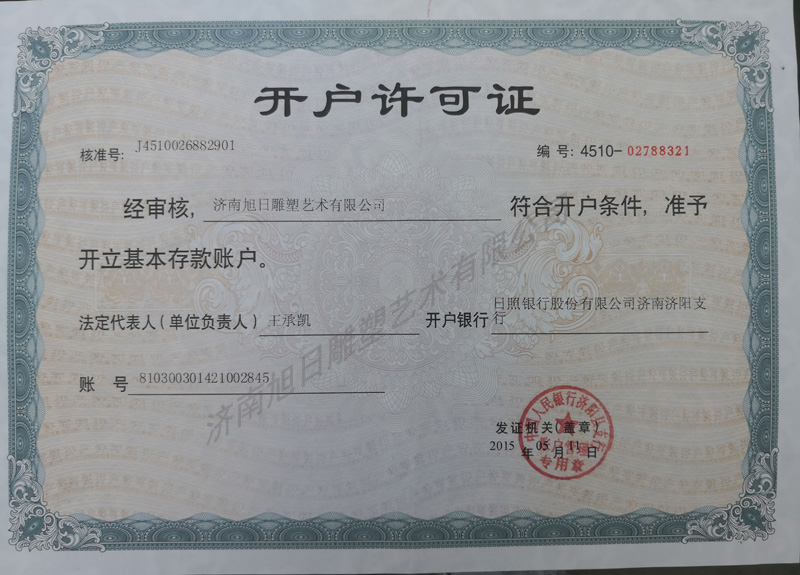 开户许可证
核准号: J4510026882901
编号: 4510-02788321
经审核, 济南旭日雕塑艺术有限公司 符合开户条件, 准予
开立基本存款账户。
法定代表人(单位负责人) 王承凯 开户银行 日照银行股份有限公司济南济阳支
行
账 号 810300301421002845
发证机关(盖章)
2015 年 05 月 11 日
专用章
济南旭日雕塑艺术有限公司